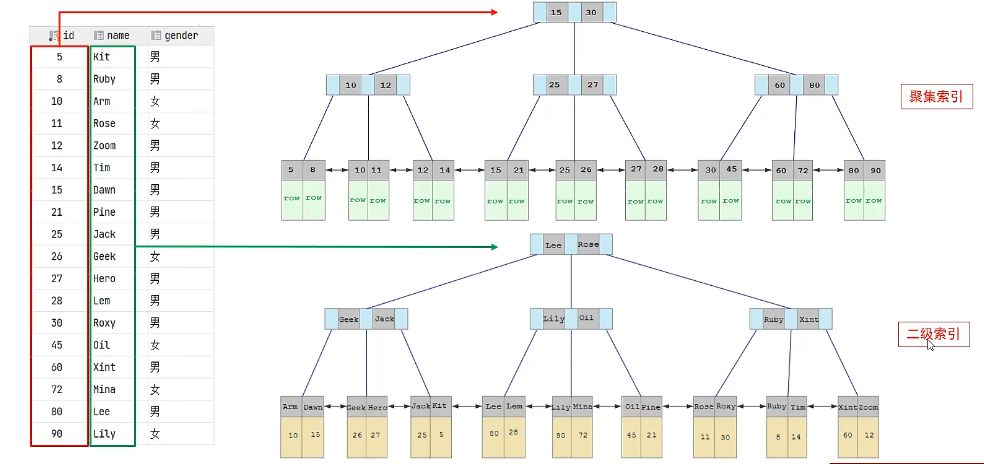 id name gender
5 Kit 男
8 Ruby 男
10 Arm 女
11 Rose 女
12 Zoom 男
14 Tim 男
15 Dawn 男
21 Pine 男
25 Jack 男
26 Geek 女
27 Hero 男
28 Lem 男
30 Roxy 男
45 Oil 女
60 Xint 男
72 Mina 女
80 Lee 男
90 Lily 女
15 30
10 12 25 27 60 80
聚集索引
5 8 10 11 12 14 15 21 25 26 27 28 30 45 60 72 80 90
row row row row row row row row row row row row row row row row row row
Lee Rose
Geek Jack Lily Oil Ruby Xint
二级索引
Arm Dawn Geek Hero Jack Kit Lee Lem Lily Mina Oil Pine Rose Roxy Ruby Tim Xint Zoom
10 15 26 27 25 5 80 28 90 72 45 21 11 30 8 14 60 12